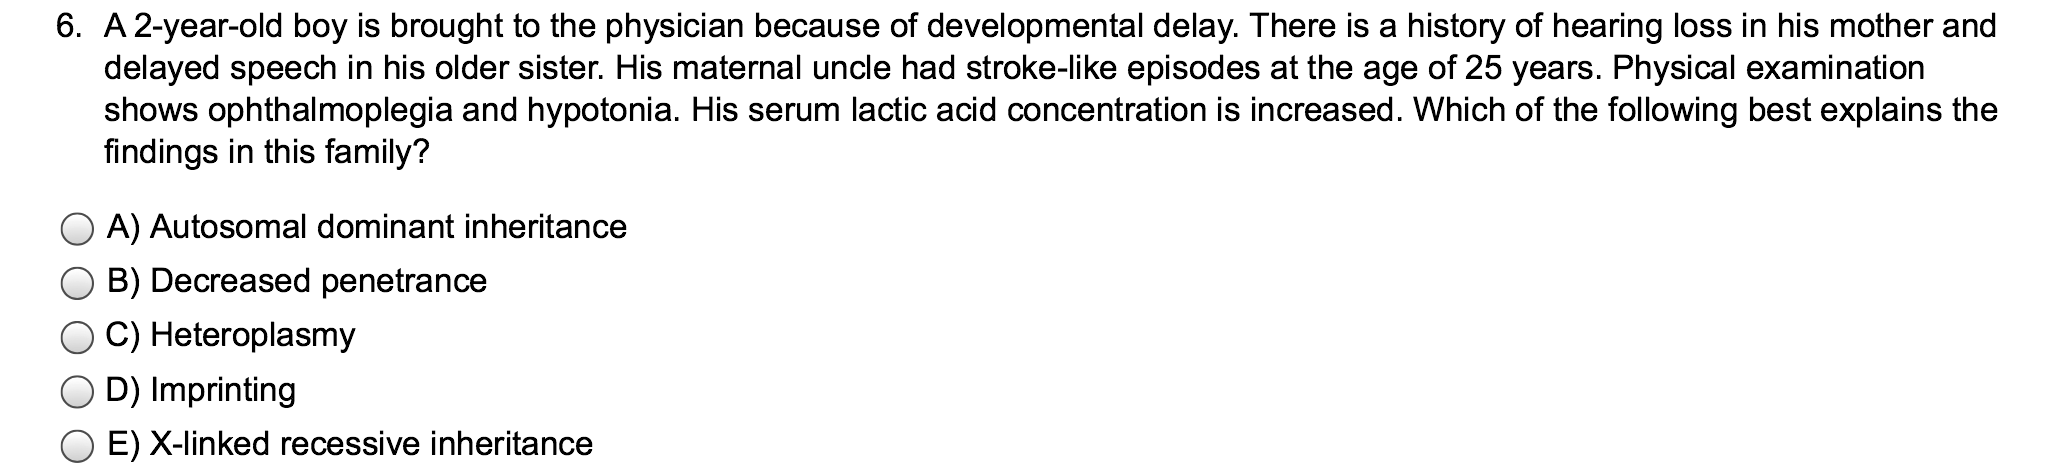 6. A 2-year-old boy is brought to the physician because of developmental delay. There is a history of hearing loss in his mother and
delayed speech in his older sister. His maternal uncle had stroke-like episodes at the age of 25 years. Physical examination
shows ophthalmoplegia and hypotonia. His serum lactic acid concentration is increased. Which of the following best explains the
findings in this family?
A) Autosomal dominant inheritance
B) Decreased penetrance
C) Heteroplasmy
D) Imprinting
E) X-linked recessive inheritance